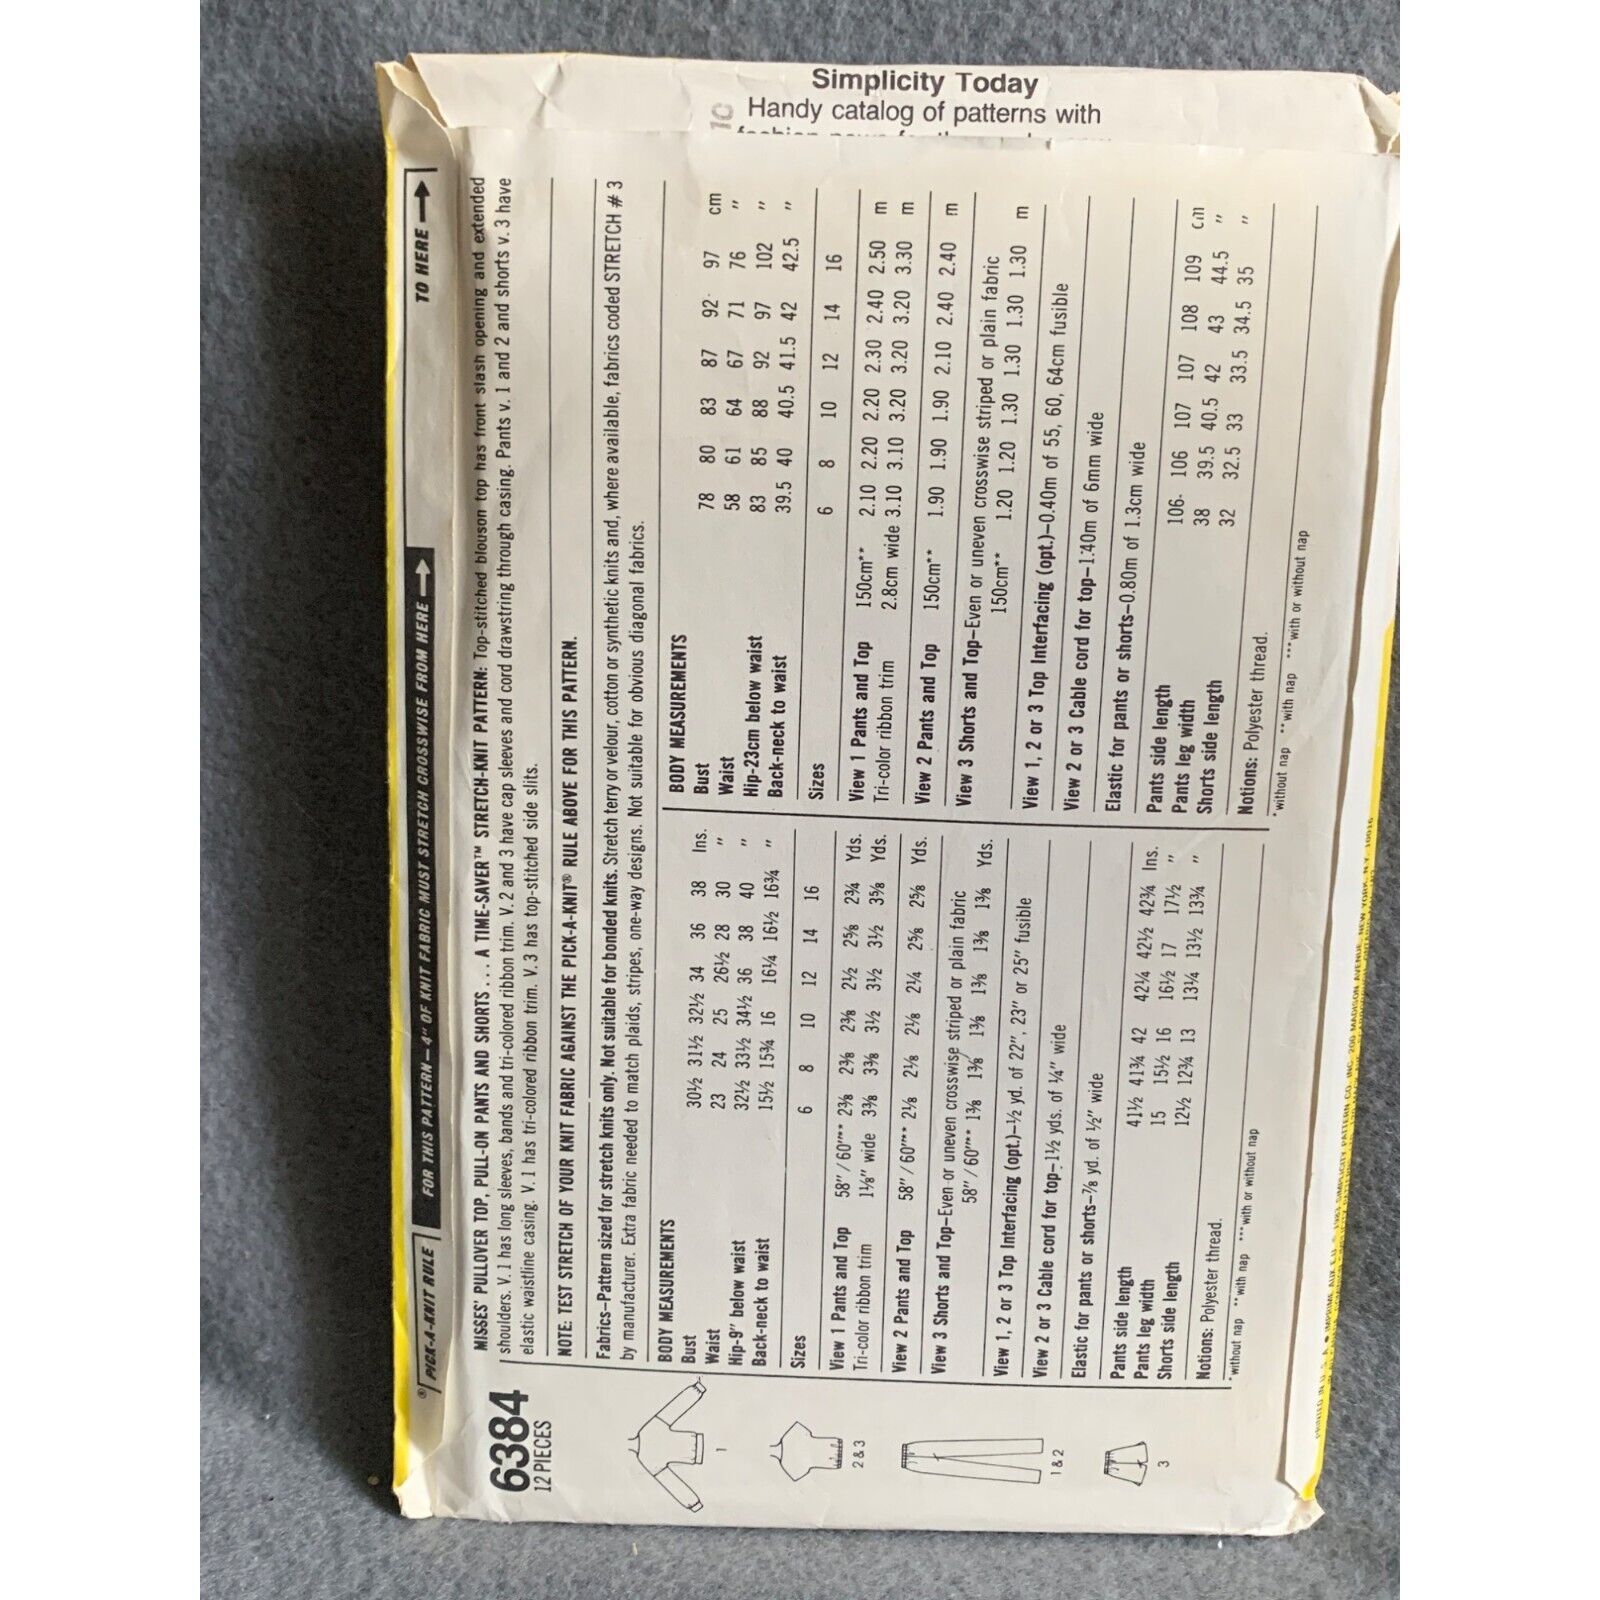 Simplicity Today
Handy catalog of patterns with
10
® PICK-A-KNIT RULE FOR THIS PATTERN—4" OF KNIT FABRIC MUST STRETCH CROSSWISE FROM HERE → TO HERE →
6384
12 PIECES
1
2 & 3
1 & 2
3
MISSES' PULLOVER TOP, PULL-ON PANTS AND SHORTS . . . A TIME-SAVER™ STRETCH-KNIT PATTERN: Top-stitched blouson top has front slash opening and extended
shoulders. V. 1 has long sleeves, bands and tri-colored ribbon trim. V. 2 and 3 have cap sleeves and cord drawstring through casing. Pants v. 1 and 2 and shorts v. 3 have
elastic waistline casing. V. 1 has tri-colored ribbon trim. V. 3 has top-stitched side slits.
NOTE: TEST STRETCH OF YOUR KNIT FABRIC AGAINST THE PICK-A-KNIT® RULE ABOVE FOR THIS PATTERN.
Fabrics—Pattern sized for stretch knits only. Not suitable for bonded knits. Stretch terry or velour, cotton or synthetic knits and, where available, fabrics coded STRETCH # 3
by manufacturer. Extra fabric needed to match plaids, stripes, one-way designs. Not suitable for obvious diagonal fabrics.
BODY MEASUREMENTS
Bust 30½ 31½ 32½ 34 36 38 Ins.
Waist 23 24 25 26½ 28 30 "
Hip-9" below waist 32½ 33½ 34½ 36 38 40 "
Back-neck to waist 15½ 15¾ 16 16¼ 16½ 16¾ "
Sizes 6 8 10 12 14 16
View 1 Pants and Top 58"/60"** 2⅜ 2⅜ 2⅜ 2½ 2⅝ 2¾ Yds.
Tri-color ribbon trim 1⅛" wide 3⅜ 3⅜ 3½ 3½ 3½ 3⅝ Yds.
View 2 Pants and Top 58"/60"** 2⅛ 2⅛ 2⅛ 2¼ 2⅝ 2⅝ Yds.
View 3 Shorts and Top—Even or uneven crosswise striped or plain fabric
58"/60"** 1⅜ 1⅜ 1⅜ 1⅜ 1⅜ 1⅜ Yds.
View 1, 2 or 3 Top Interfacing (opt.)—½ yd. of 22", 23" or 25" fusible
View 2 or 3 Cable cord for top—1½ yds. of ¼" wide
Elastic for pants or shorts—⅞ yd. of ½" wide
Pants side length 41½ 41¾ 42 42¼ 42½ 42¾ Ins.
Pants leg width 15 15½ 16 16½ 17 17½ "
Shorts side length 12½ 12¾ 13 13¼ 13½ 13¾ "
Notions: Polyester thread.
*without nap **with nap ***with or without nap
BODY MEASUREMENTS
Bust 78 80 83 87 92 97 cm
Waist 58 61 64 67 71 76 "
Hip-23cm below waist 83 85 88 92 97 102 "
Back-neck to waist 39.5 40 40.5 41.5 42 42.5 "
Sizes 6 8 10 12 14 16
View 1 Pants and Top 150cm** 2.10 2.20 2.20 2.30 2.40 2.50 m
Tri-color ribbon trim 2.8cm wide 3.10 3.10 3.20 3.20 3.20 3.30 m
View 2 Pants and Top 150cm** 1.90 1.90 1.90 2.10 2.40 2.40 m
View 3 Shorts and Top—Even or uneven crosswise striped or plain fabric
150cm** 1.20 1.20 1.30 1.30 1.30 1.30 m
View 1, 2 or 3 Top Interfacing (opt.)—0.40m of 55, 60, 64cm fusible
View 2 or 3 Cable cord for top—1.40m of 6mm wide
Elastic for pants or shorts—0.80m of 1.3cm wide
Pants side length 106 106 107 107 108 109 cm
Pants leg width 38 39.5 40.5 42 43 44.5 "
Shorts side length 32 32.5 33 33.5 34.5 35 "
Notions: Polyester thread.
*without nap **with nap ***with or without nap